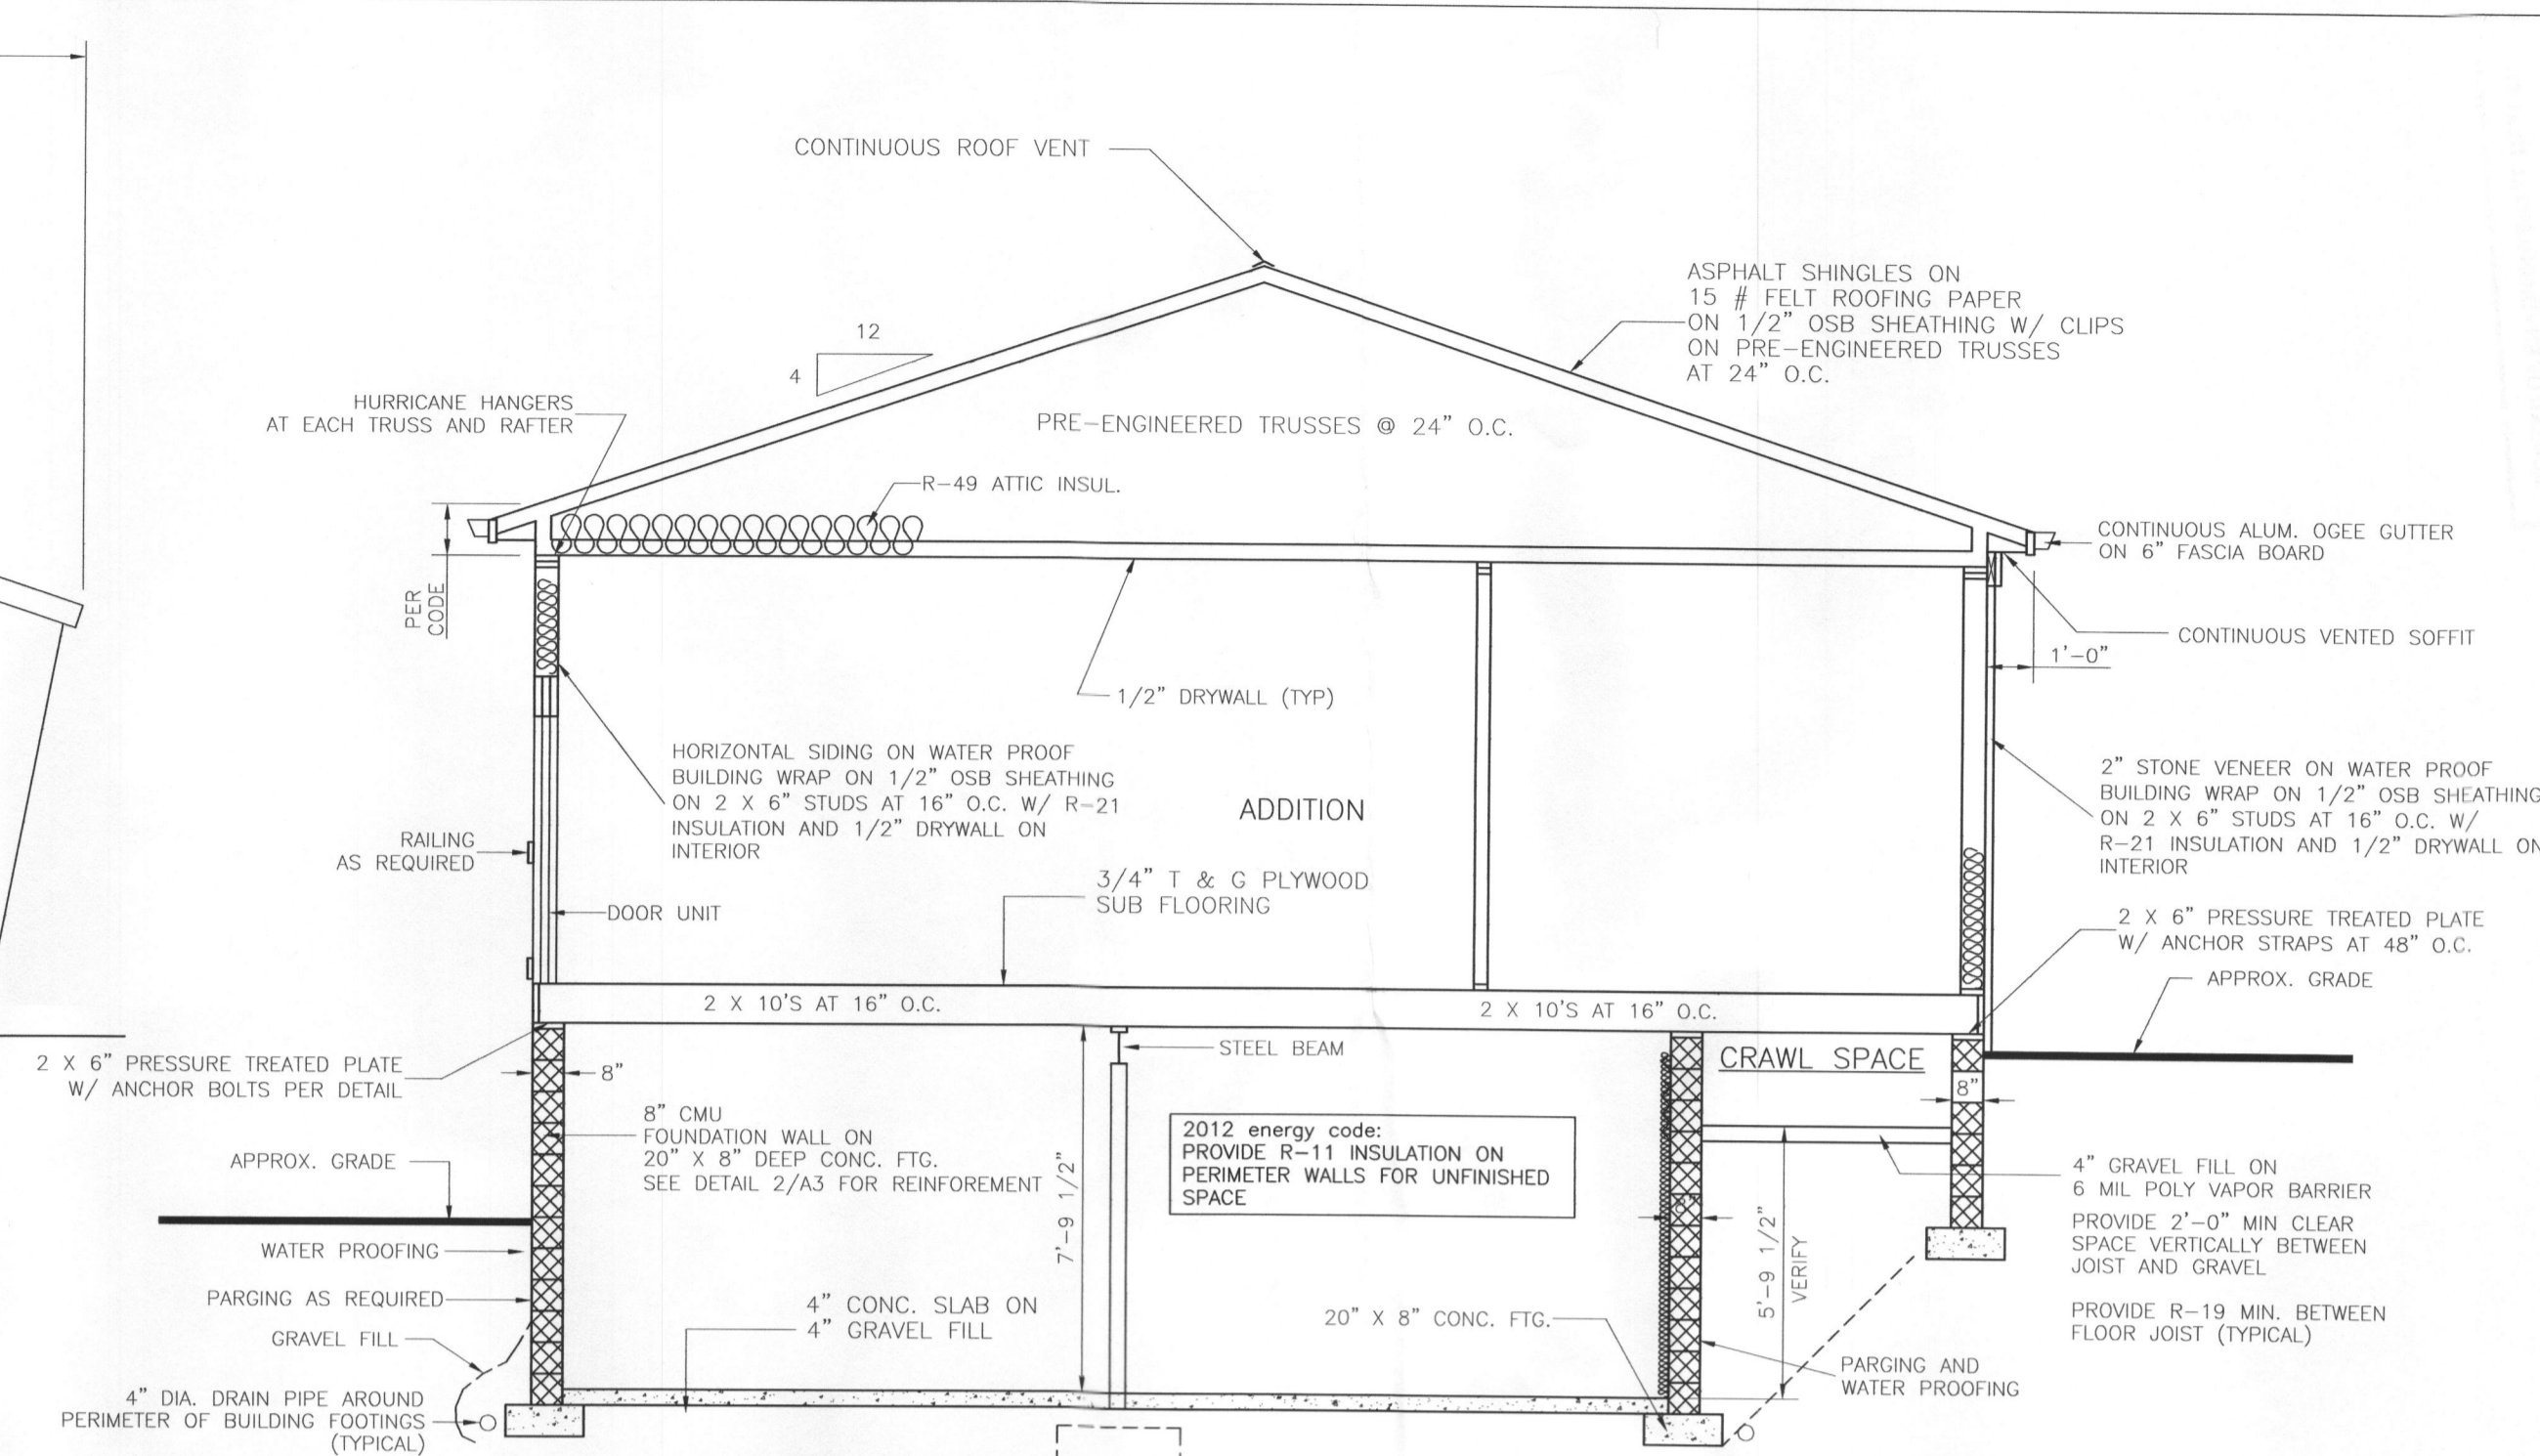 CONTINUOUS ROOF VENT
ASPHALT SHINGLES ON
15 # FELT ROOFING PAPER
ON 1/2" OSB SHEATHING W/ CLIPS
ON PRE-ENGINEERED TRUSSES
AT 24" O.C.
12
4
HURRICANE HANGERS
AT EACH TRUSS AND RAFTER
PRE-ENGINEERED TRUSSES @ 24" O.C.
R-49 ATTIC INSUL.
CONTINUOUS ALUM. OGEE GUTTER
ON 6" FASCIA BOARD
PER
CODE
CONTINUOUS VENTED SOFFIT
1'-0"
1/2" DRYWALL (TYP)
HORIZONTAL SIDING ON WATER PROOF
BUILDING WRAP ON 1/2" OSB SHEATHING
ON 2 X 6" STUDS AT 16" O.C. W/ R-21
INSULATION AND 1/2" DRYWALL ON
INTERIOR
ADDITION
2" STONE VENEER ON WATER PROOF
BUILDING WRAP ON 1/2" OSB SHEATHING
ON 2 X 6" STUDS AT 16" O.C. W/
R-21 INSULATION AND 1/2" DRYWALL ON
INTERIOR
RAILING
AS REQUIRED
3/4" T & G PLYWOOD
SUB FLOORING
DOOR UNIT
2 X 6" PRESSURE TREATED PLATE
W/ ANCHOR STRAPS AT 48" O.C.
APPROX. GRADE
2 X 10'S AT 16" O.C.
2 X 10'S AT 16" O.C.
2 X 6" PRESSURE TREATED PLATE
W/ ANCHOR BOLTS PER DETAIL
8"
STEEL BEAM
CRAWL SPACE
8"
8" CMU
FOUNDATION WALL ON
20" X 8" DEEP CONC. FTG.
SEE DETAIL 2/A3 FOR REINFOREMENT
7'-9 1/2"
2012 energy code:
PROVIDE R-11 INSULATION ON
PERIMETER WALLS FOR UNFINISHED
SPACE
8"
5'-9 1/2"
VERIFY
4" GRAVEL FILL ON
6 MIL POLY VAPOR BARRIER
PROVIDE 2'-0" MIN CLEAR
SPACE VERTICALLY BETWEEN
JOIST AND GRAVEL
PROVIDE R-19 MIN. BETWEEN
FLOOR JOIST (TYPICAL)
APPROX. GRADE
WATER PROOFING
PARGING AS REQUIRED
GRAVEL FILL
4" CONC. SLAB ON
4" GRAVEL FILL
20" X 8" CONC. FTG.
PARGING AND
WATER PROOFING
4" DIA. DRAIN PIPE AROUND
PERIMETER OF BUILDING FOOTINGS
(TYPICAL)